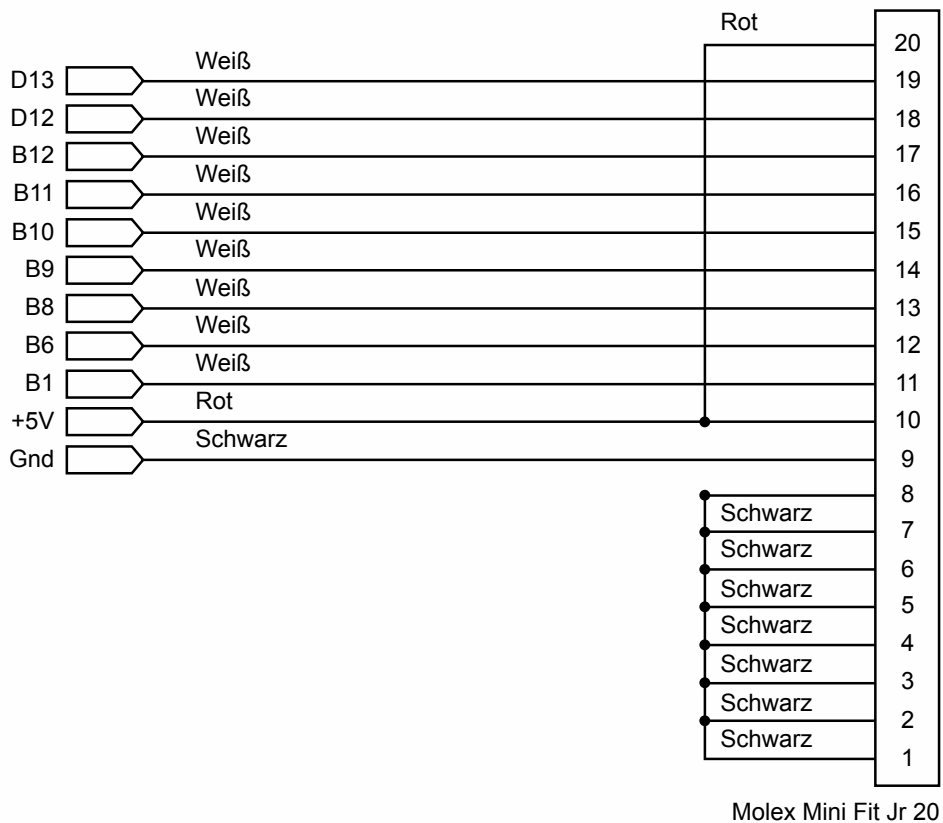 Rot
20
Weiß
D13 19
Weiß
D12 18
Weiß
B12 17
Weiß
B11 16
Weiß
B10 15
Weiß
B9 14
Weiß
B8 13
Weiß
B6 12
Weiß
B1 11
Rot
+5V 10
Schwarz
Gnd 9
8
Schwarz
7
Schwarz
6
Schwarz
5
Schwarz
4
Schwarz
3
Schwarz
2
Schwarz
1
Molex Mini Fit Jr 20